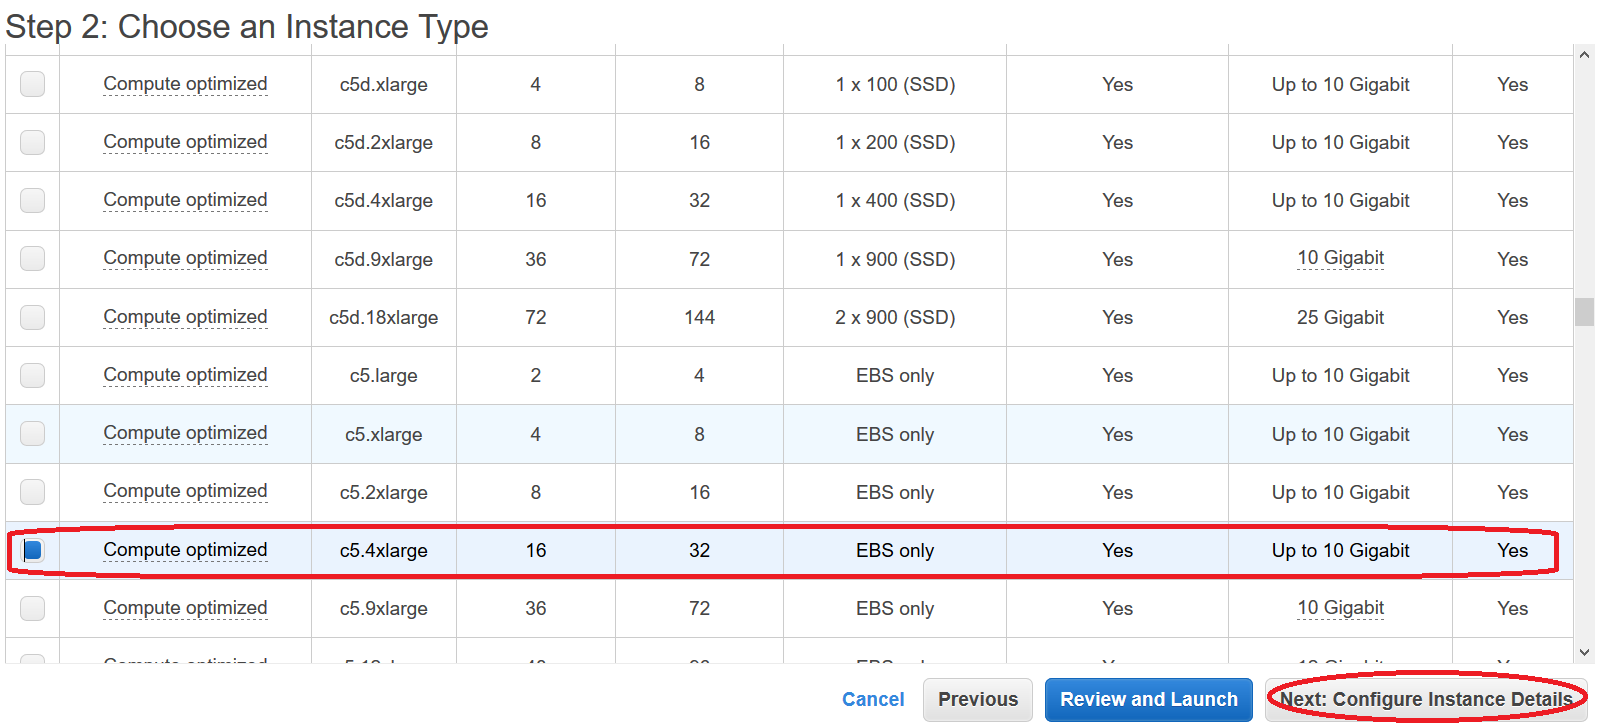 Step 2: Choose an Instance Type
Compute optimized c5d.xlarge 4 8 1 x 100 (SSD) Yes Up to 10 Gigabit Yes
Compute optimized c5d.2xlarge 8 16 1 x 200 (SSD) Yes Up to 10 Gigabit Yes
Compute optimized c5d.4xlarge 16 32 1 x 400 (SSD) Yes Up to 10 Gigabit Yes
Compute optimized c5d.9xlarge 36 72 1 x 900 (SSD) Yes 10 Gigabit Yes
Compute optimized c5d.18xlarge 72 144 2 x 900 (SSD) Yes 25 Gigabit Yes
Compute optimized c5.large 2 4 EBS only Yes Up to 10 Gigabit Yes
Compute optimized c5.xlarge 4 8 EBS only Yes Up to 10 Gigabit Yes
Compute optimized c5.2xlarge 8 16 EBS only Yes Up to 10 Gigabit Yes
Compute optimized c5.4xlarge 16 32 EBS only Yes Up to 10 Gigabit Yes
Compute optimized c5.9xlarge 36 72 EBS only Yes 10 Gigabit Yes
Cancel Previous Review and Launch Next: Configure Instance Details